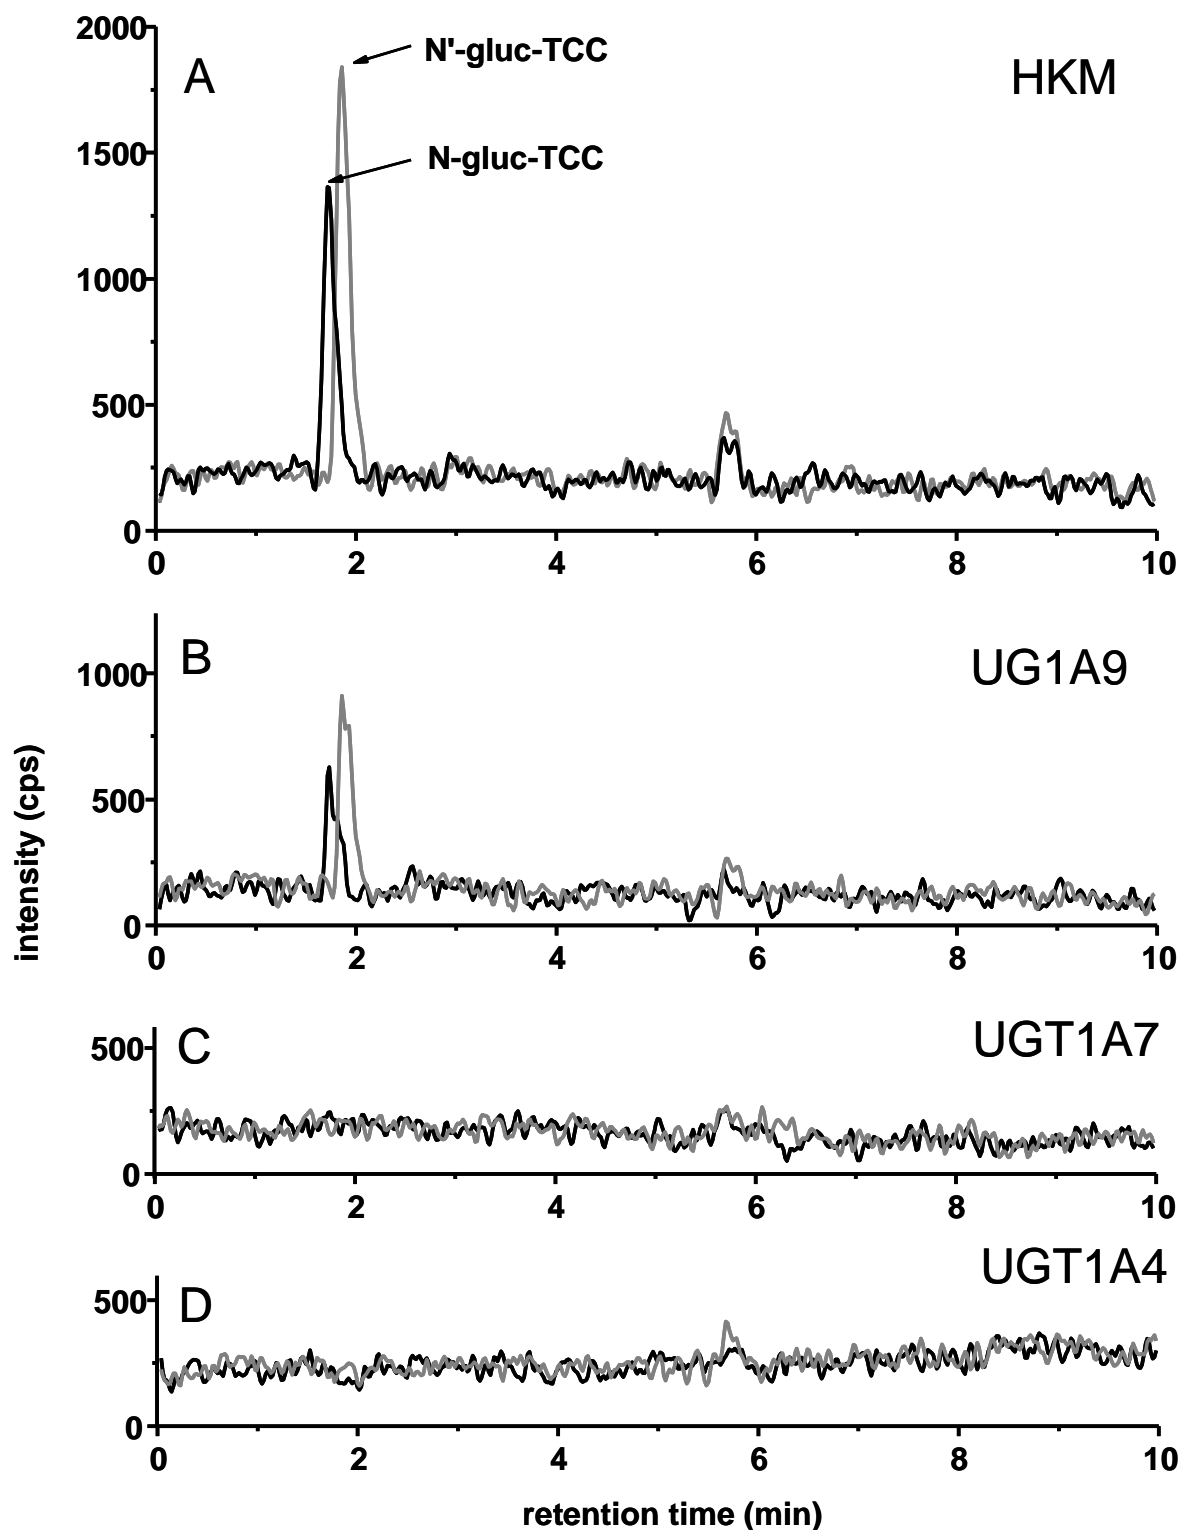 2000
A
N'-gluc-TCC
HKM
1500
N-gluc-TCC
1000
500
0
0 2 4 6 8 10
B
UG1A9
1000
500
0
0 2 4 6 8 10
intensity (cps)
C
UGT1A7
500
0
0 2 4 6 8 10
D
UGT1A4
500
0
0 2 4 6 8 10
retention time (min)